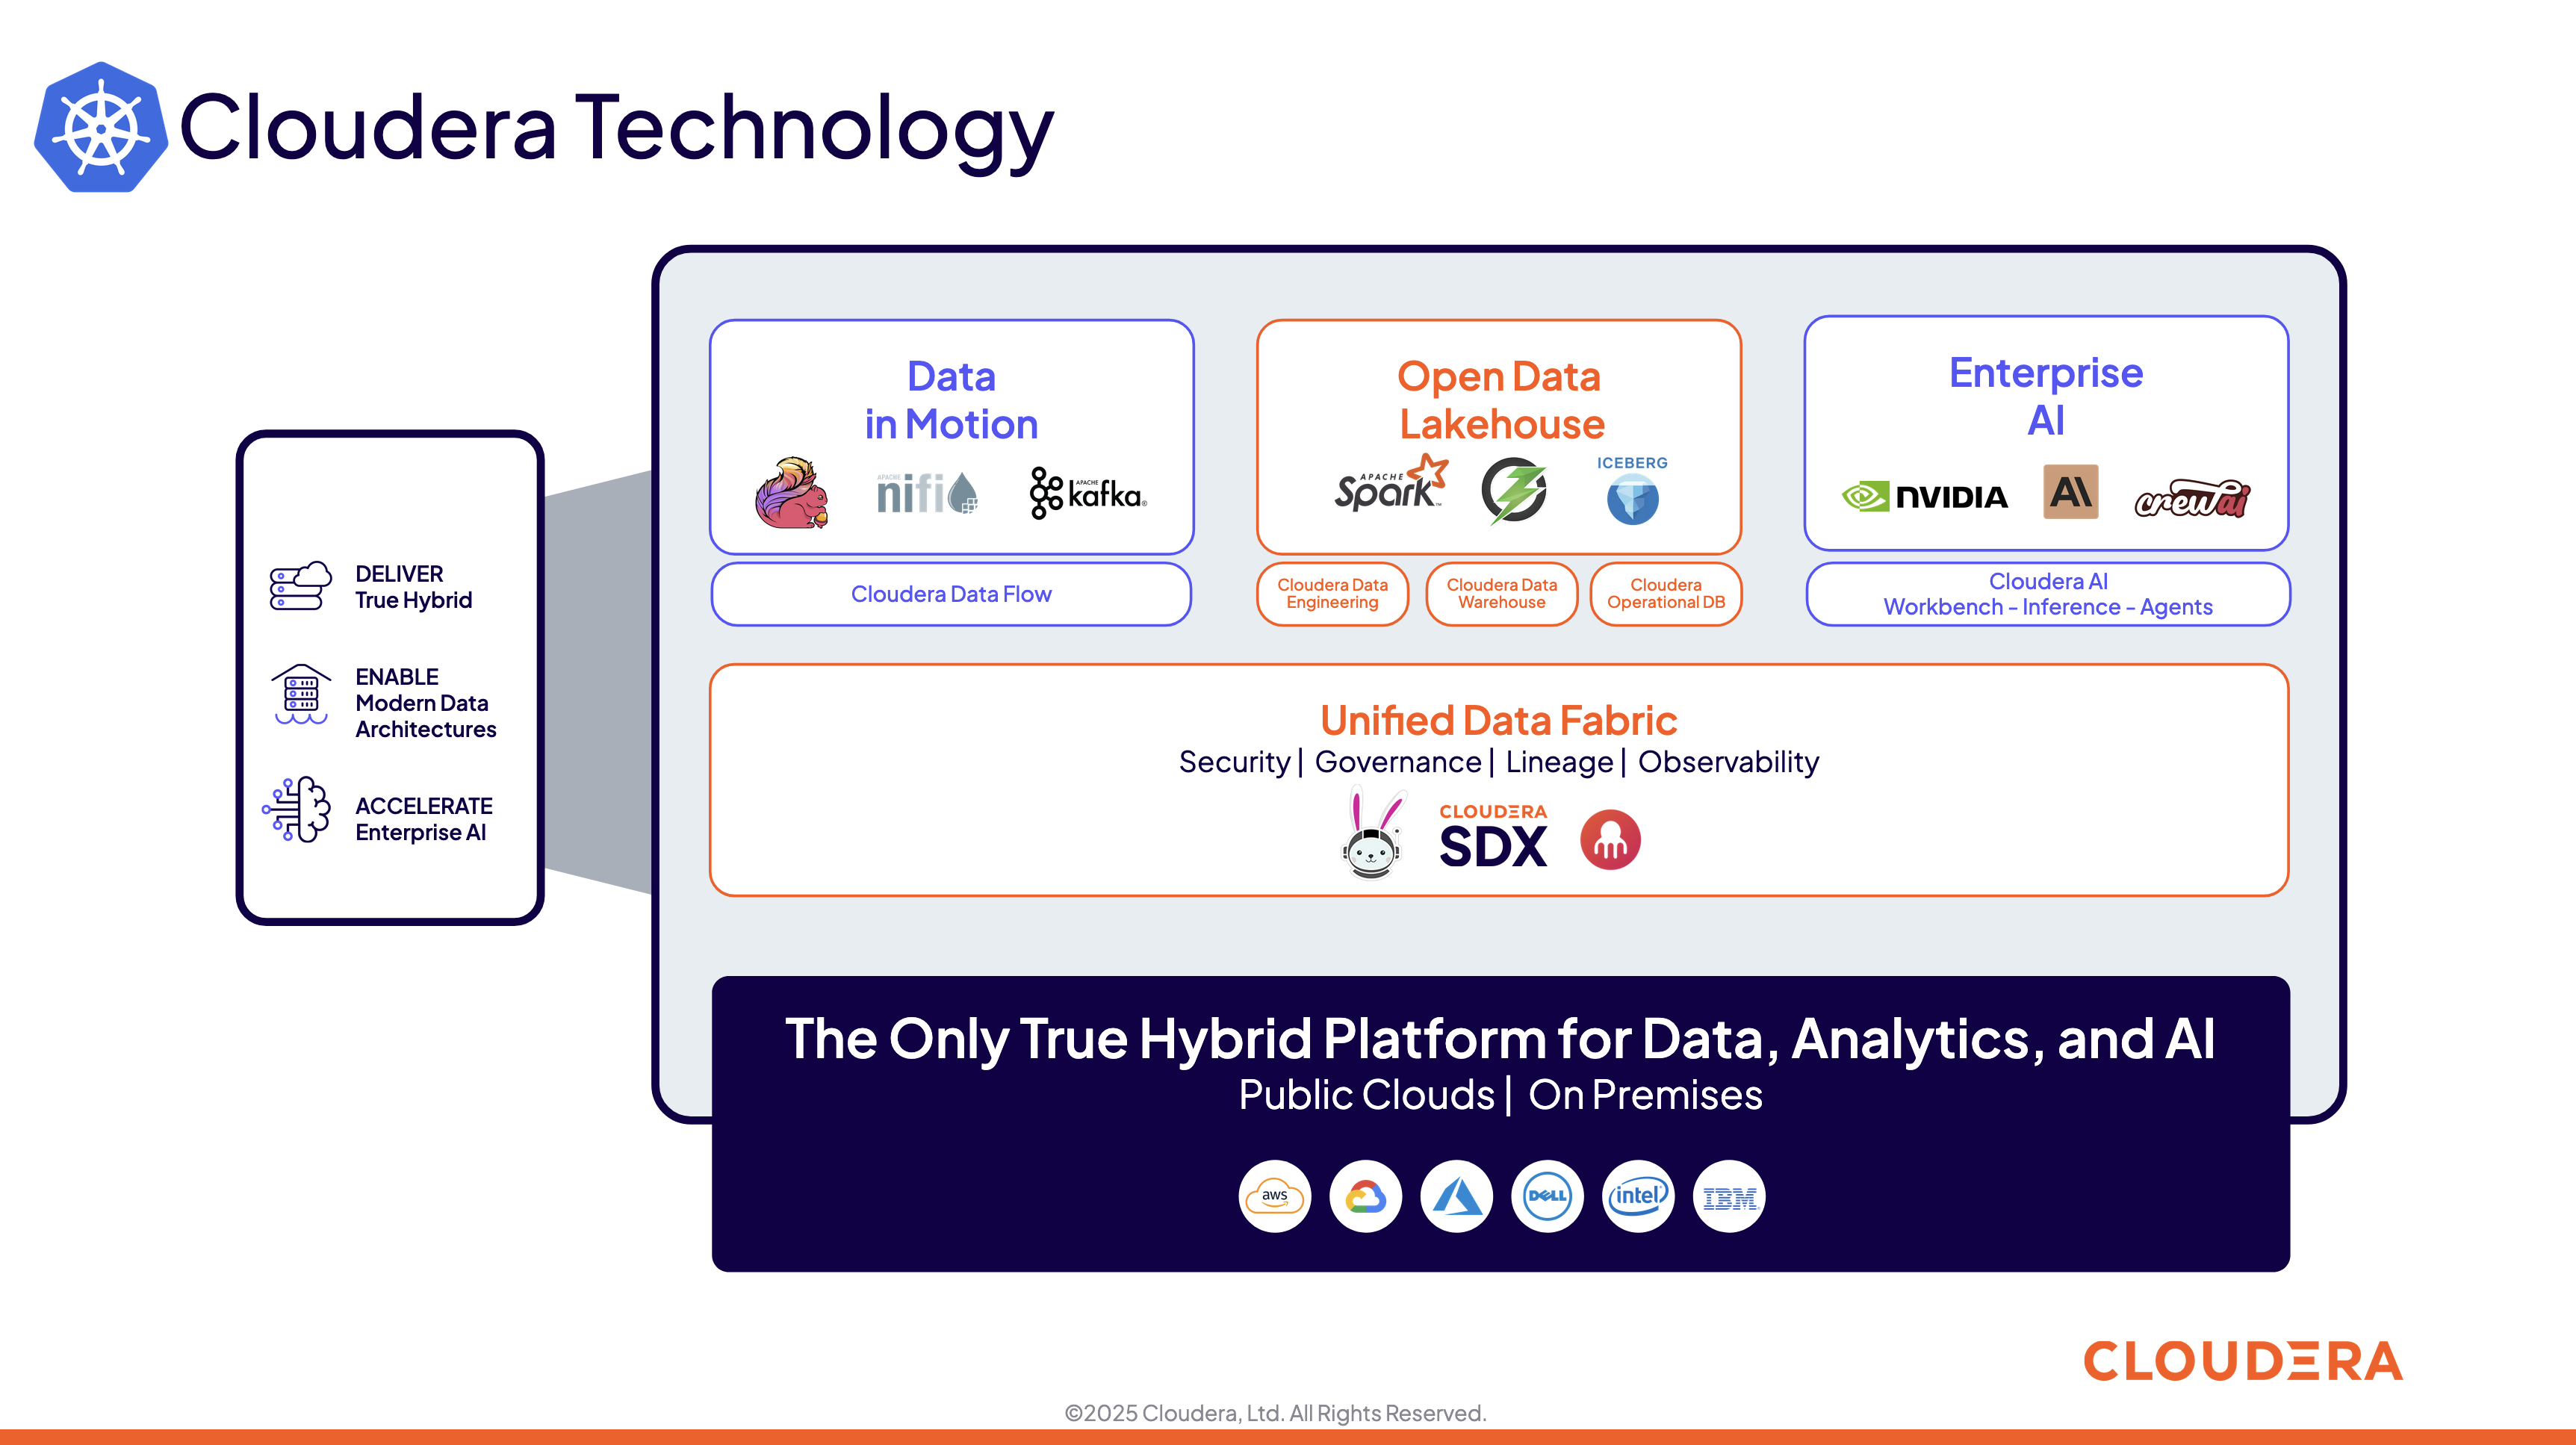 Cloudera Technology
DELIVER
True Hybrid
ENABLE
Modern Data
Architectures
ACCELERATE
Enterprise AI
Data
in Motion
APACHE
nifi
APACHE
kafka®
Cloudera Data Flow
Open Data
Lakehouse
APACHE
Spark™
ICEBERG
Cloudera Data
Engineering
Cloudera Data
Warehouse
Cloudera
Operational DB
Enterprise
AI
NVIDIA
AI
crewai
Cloudera AI
Workbench - Inference - Agents
Unified Data Fabric
Security | Governance | Lineage | Observability
CLOUDERA
SDX
The Only True Hybrid Platform for Data, Analytics, and AI
Public Clouds | On Premises
aws
DELL
intel
IBM
CLOUDERA
©2025 Cloudera, Ltd. All Rights Reserved.